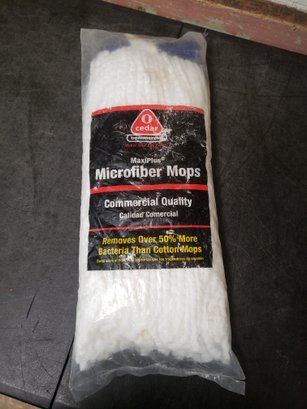 O
cedar
MaxiPlus®
Microfiber Mops
Commercial Quality
Calidad Comercial
Removes Over 50% More
Bacteria Than Cotton Mops